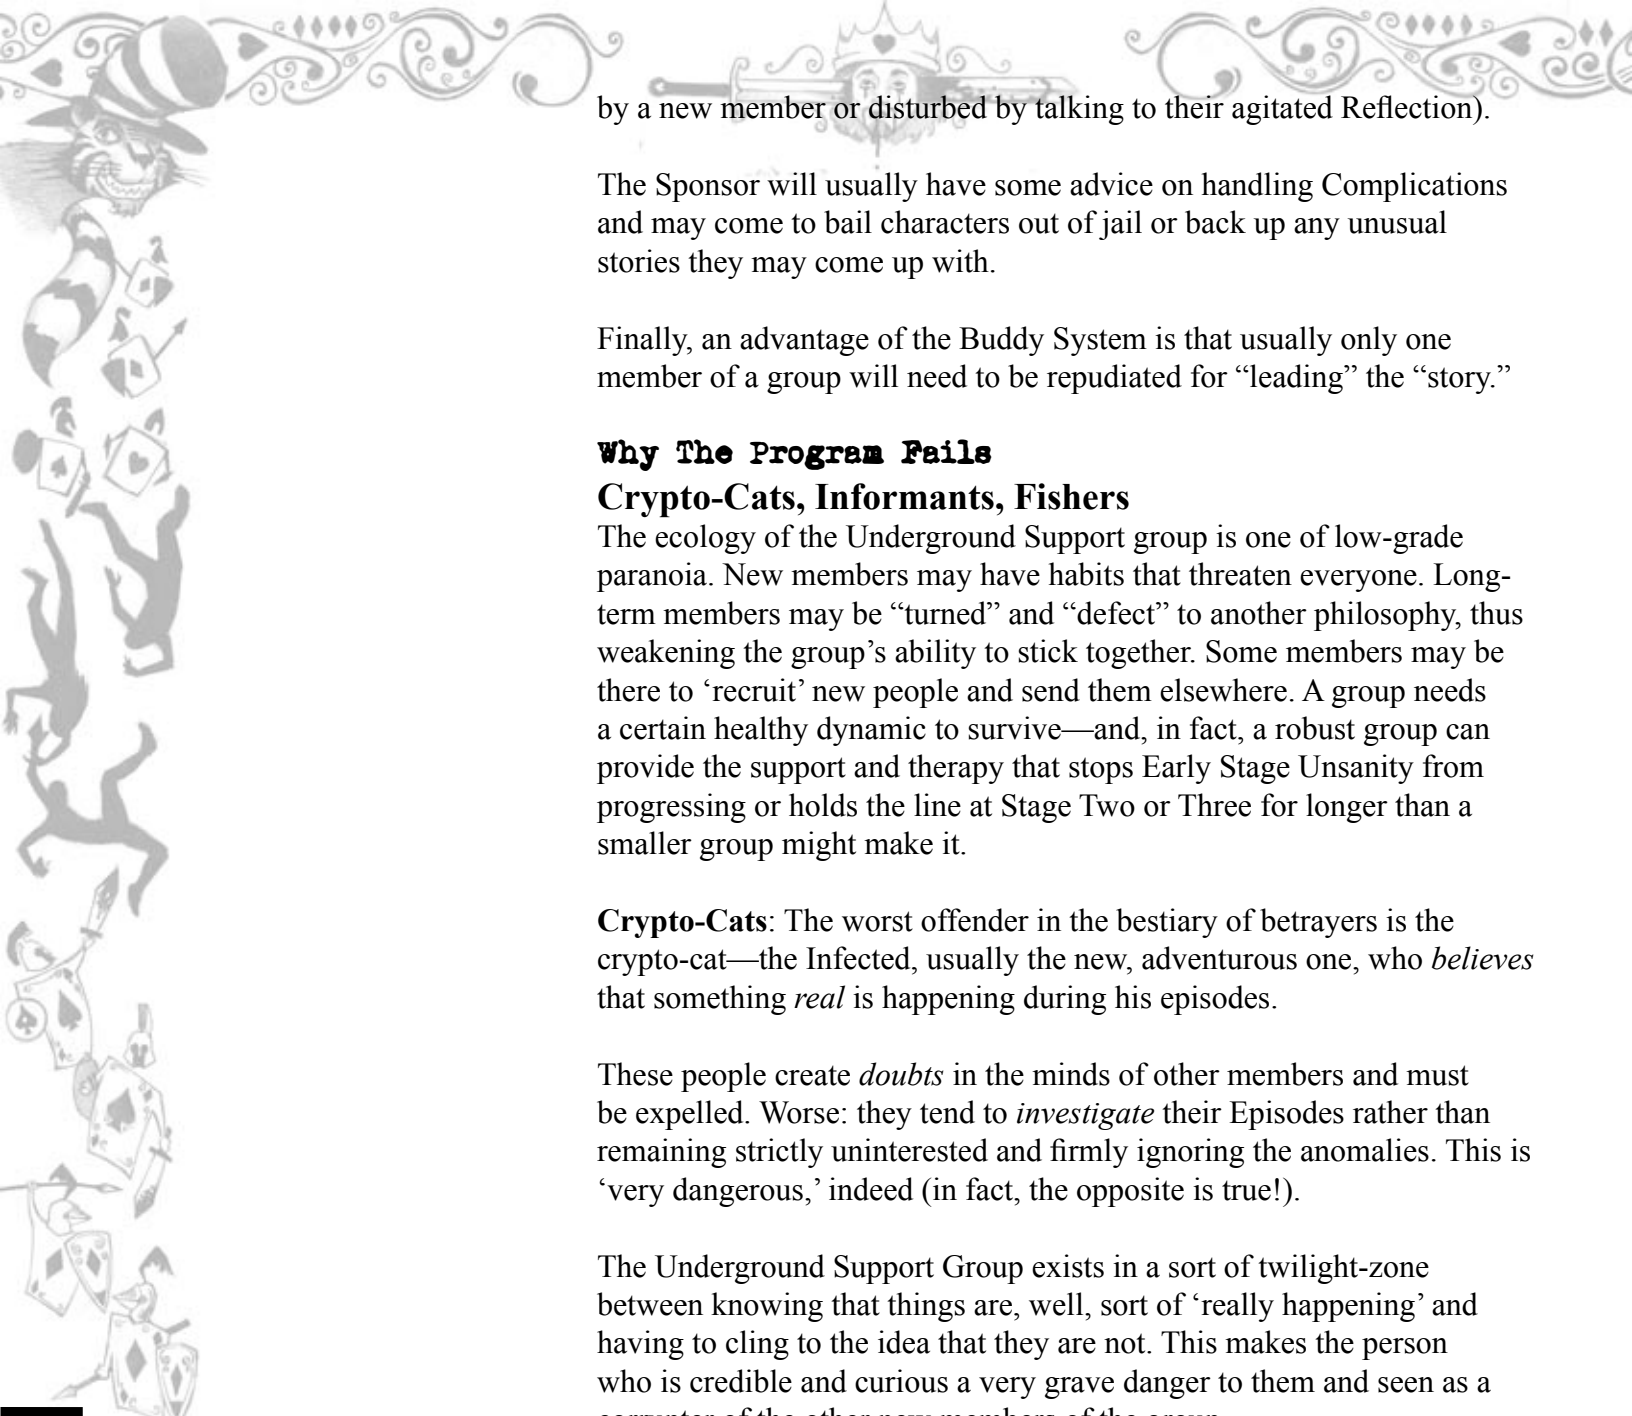 by a new member or disturbed by talking to their agitated Reflection).
The Sponsor will usually have some advice on handling Complications
and may come to bail characters out of jail or back up any unusual
stories they may come up with.
Finally, an advantage of the Buddy System is that usually only one
member of a group will need to be repudiated for “leading” the “story.”
Why The Program Fails
Crypto-Cats, Informants, Fishers
The ecology of the Underground Support group is one of low-grade
paranoia. New members may have habits that threaten everyone. Long-
term members may be “turned” and “defect” to another philosophy, thus
weakening the group’s ability to stick together. Some members may be
there to ‘recruit’ new people and send them elsewhere. A group needs
a certain healthy dynamic to survive—and, in fact, a robust group can
provide the support and therapy that stops Early Stage Unsanity from
progressing or holds the line at Stage Two or Three for longer than a
smaller group might make it.
Crypto-Cats: The worst offender in the bestiary of betrayers is the
crypto-cat—the Infected, usually the new, adventurous one, who believes
that something real is happening during his episodes.
These people create doubts in the minds of other members and must
be expelled. Worse: they tend to investigate their Episodes rather than
remaining strictly uninterested and firmly ignoring the anomalies. This is
‘very dangerous,’ indeed (in fact, the opposite is true!).
The Underground Support Group exists in a sort of twilight-zone
between knowing that things are, well, sort of ‘really happening’ and
having to cling to the idea that they are not. This makes the person
who is credible and curious a very grave danger to them and seen as a